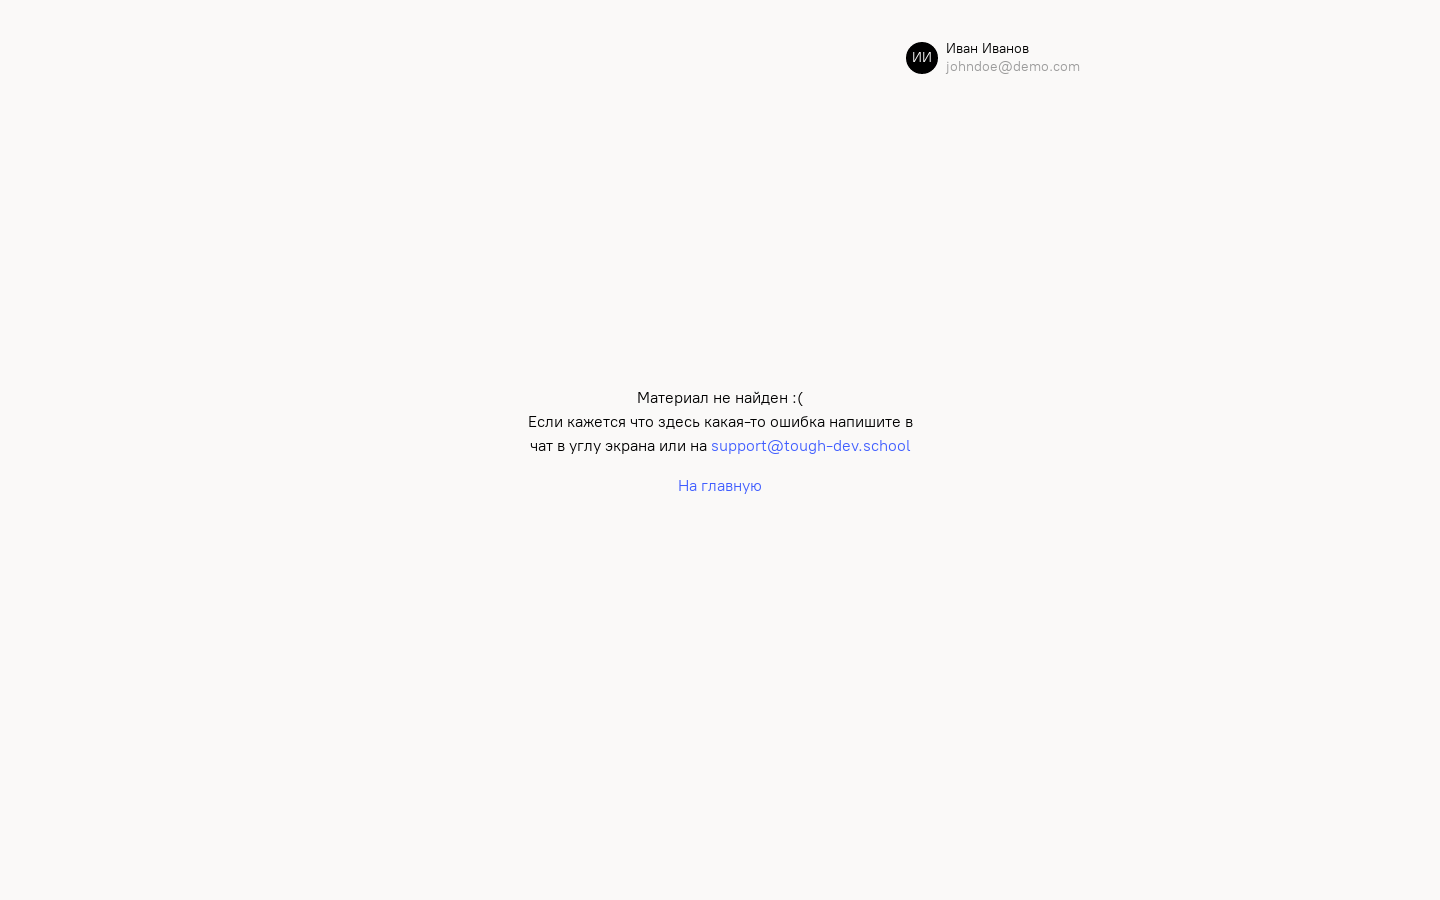 ИИ
Иван Иванов
johndoe@demo.com
Материал не найден :(
Если кажется что здесь какая-то ошибка напишите в
чат в углу экрана или на support@tough-dev.school
На главную